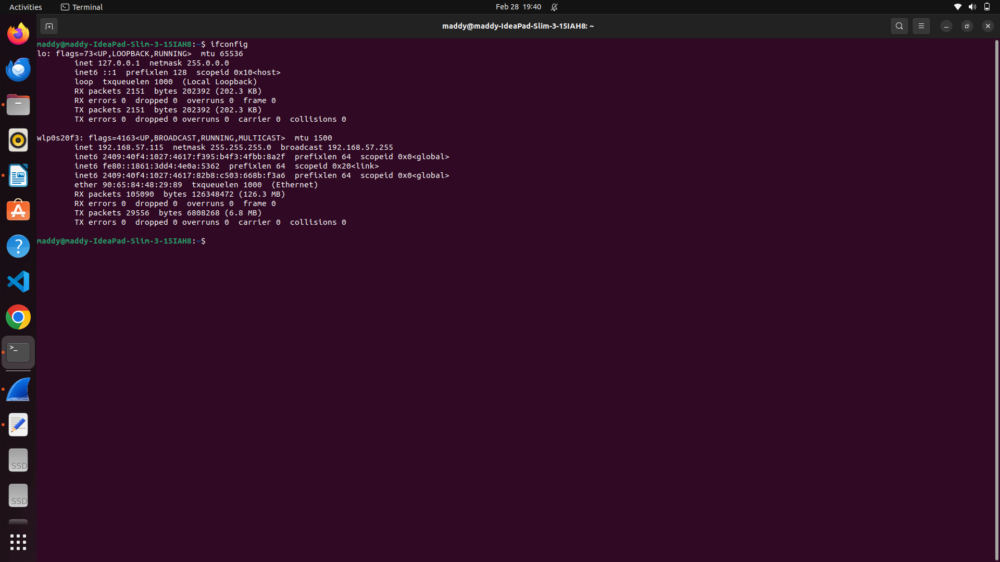 Activities Terminal Feb 28 19:40
maddy@maddy-IdeaPad-Slim-3-15IAH8: ~
maddy@maddy-IdeaPad-Slim-3-15IAH8:~$ ifconfig
lo: flags=73<UP,LOOPBACK,RUNNING>  mtu 65536
        inet 127.0.0.1  netmask 255.0.0.0
        inet6 ::1  prefixlen 128  scopeid 0x10<host>
        loop  txqueuelen 1000  (Local Loopback)
        RX packets 2151  bytes 202392 (202.3 KB)
        RX errors 0  dropped 0  overruns 0  frame 0
        TX packets 2151  bytes 202392 (202.3 KB)
        TX errors 0  dropped 0 overruns 0  carrier 0  collisions 0

wlp0s20f3: flags=4163<UP,BROADCAST,RUNNING,MULTICAST>  mtu 1500
        inet 192.168.57.115  netmask 255.255.255.0  broadcast 192.168.57.255
        inet6 2409:40f4:1027:4617:f395:b4f3:4fbb:8a2f  prefixlen 64  scopeid 0x0<global>
        inet6 fe80::1861:3dd4:4e0a:5362  prefixlen 64  scopeid 0x20<link>
        inet6 2409:40f4:1027:4617:82b8:c503:668b:f3a6  prefixlen 64  scopeid 0x0<global>
        ether 90:65:84:48:29:89  txqueuelen 1000  (Ethernet)
        RX packets 105090  bytes 126348472 (126.3 MB)
        RX errors 0  dropped 0  overruns 0  frame 0
        TX packets 29556  bytes 6808268 (6.8 MB)
        TX errors 0  dropped 0 overruns 0  carrier 0  collisions 0

maddy@maddy-IdeaPad-Slim-3-15IAH8:~$
SSD
SSD